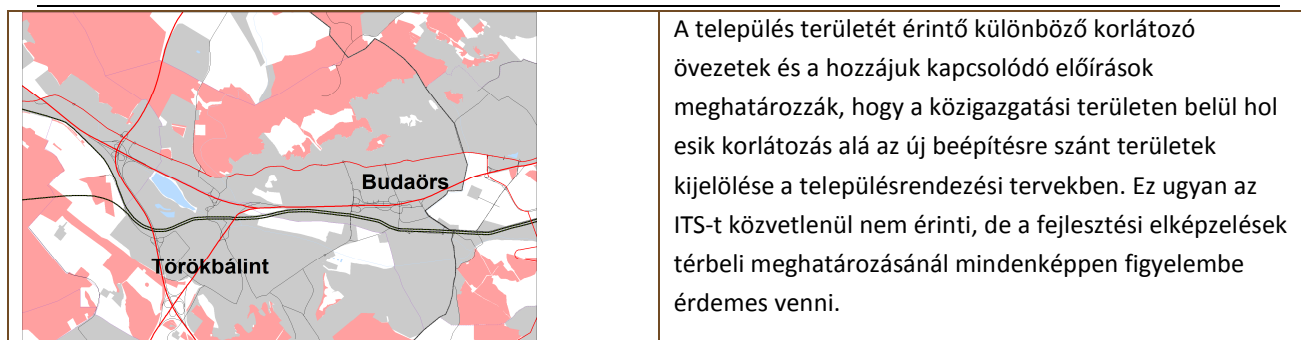 Budaörs
Törökbálint
A település területét érintő különböző korlátozó
övezetek és a hozzájuk kapcsolódó előírások
meghatározzák, hogy a közigazgatási területen belül hol
esik korlátozás alá az új beépítésre szánt területek
kijelölése a településrendezési tervekben. Ez ugyan az
ITS-t közvetlenül nem érinti, de a fejlesztési elképzelések
térbeli meghatározásánál mindenképpen figyelembe
érdemes venni.